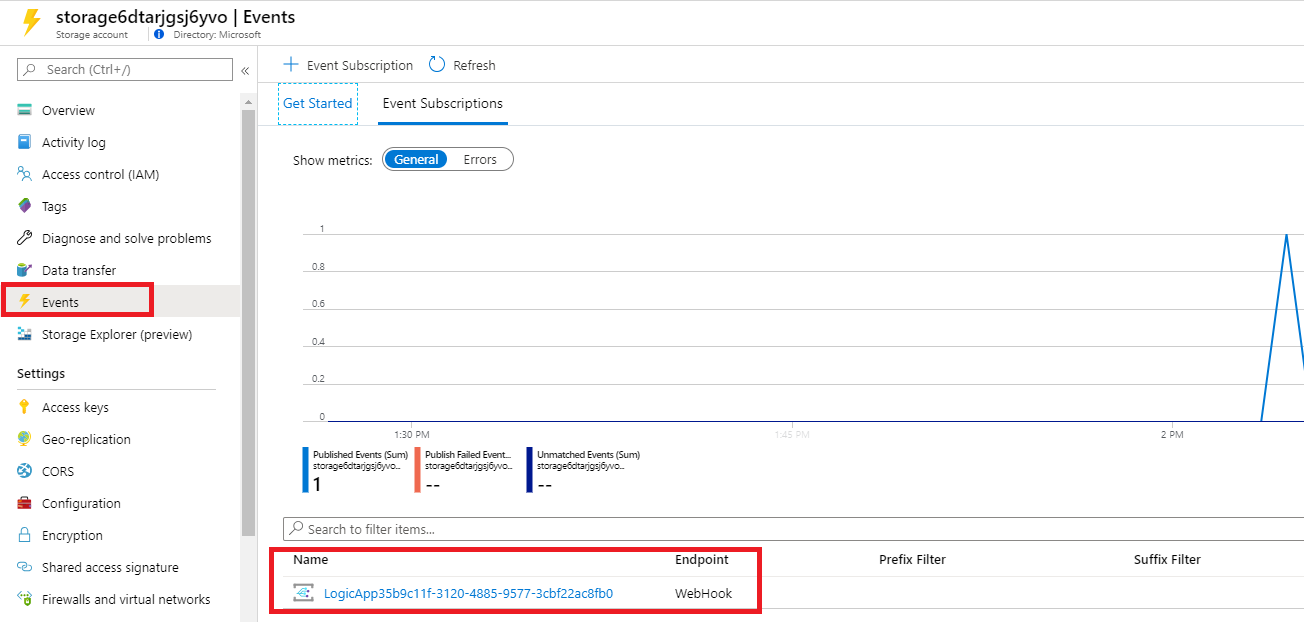 storage6dtarjgsj6yvo | Events
Storage account
Directory: Microsoft
Search (Ctrl+/)
«
Overview
Activity log
Access control (IAM)
Tags
Diagnose and solve problems
Data transfer
Events
Storage Explorer (preview)
Settings
Access keys
Geo-replication
CORS
Configuration
Encryption
Shared access signature
Firewalls and virtual networks
Event Subscription
Refresh
Get Started
Event Subscriptions
Show metrics:
General
Errors
1
0.8
0.6
0.4
0.2
0
1:30 PM
1:45 PM
2 PM
Published Events (Sum)
storage6dtarjgsj6yvo...
1
Publish Failed Event...
storage6dtarjgsj6yvo...
--
Unmatched Events (Sum)
storage6dtarjgsj6yvo...
--
Search to filter items...
Name
Endpoint
Prefix Filter
Suffix Filter
LogicApp35b9c11f-3120-4885-9577-3cbf22ac8fb0
WebHook